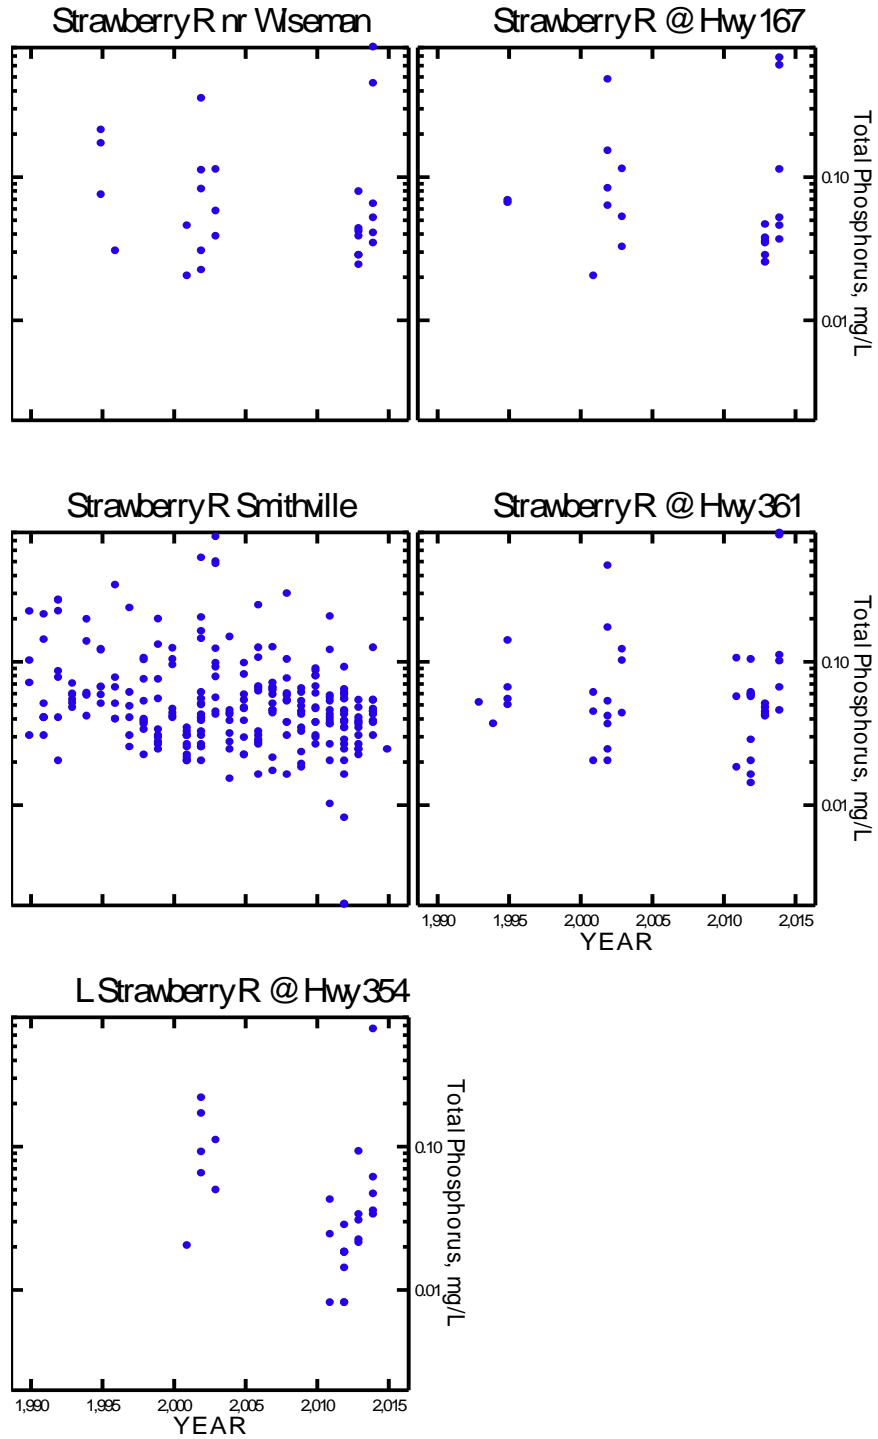 Strawberry R nr Wiseman
Strawberry R @ Hwy 167
0.10
0.01
Total Phosphorus, mg/L
Strawberry R Smithville
Strawberry R @ Hwy 361
0.10
0.01
Total Phosphorus, mg/L
1,990 1,995 2,000 2,005 2,010 2,015
YEAR
L Strawberry R @ Hwy 354
0.10
0.01
Total Phosphorus, mg/L
1,990 1,995 2,000 2,005 2,010 2,015
YEAR